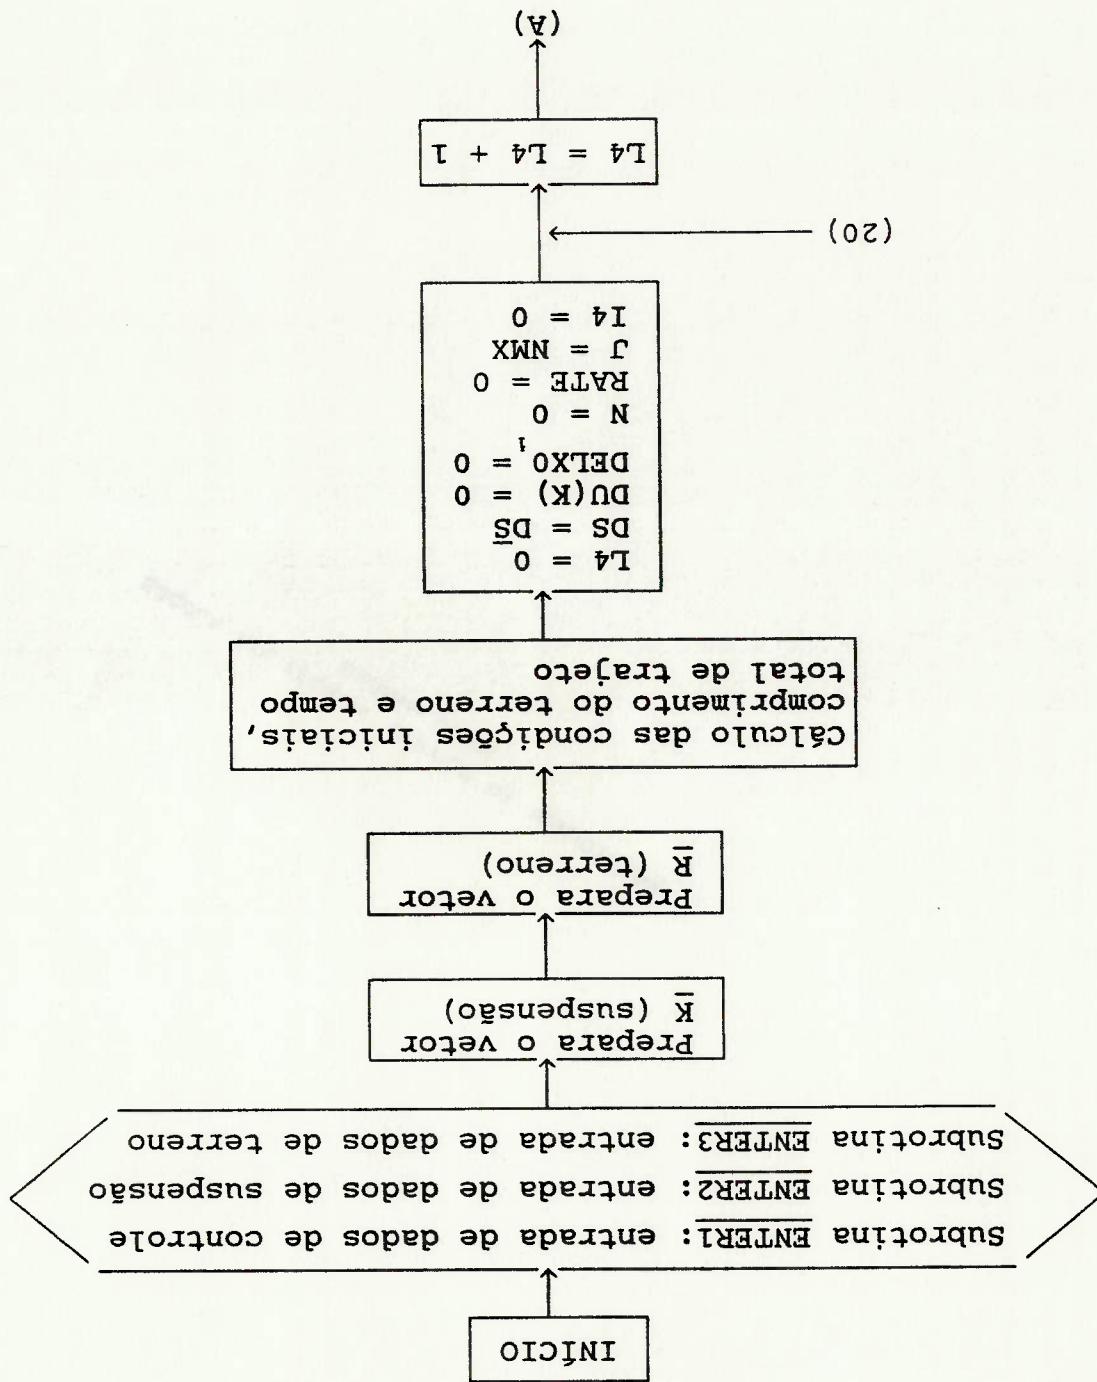 INÍCIO
Subrotina ENTER1: entrada de dados de controle
Subrotina ENTER2: entrada de dados de suspensão
Subrotina ENTER3: entrada de dados de terreno
Prepara o vetor
K̅ (suspensão)
Prepara o vetor
R̅ (terreno)
Cálculo das condições iniciais,
comprimento do terreno e tempo
total de trajeto
L4 = 0
DS = DS̅
DU(K) = 0
DELXO, = 0
N = 0
RATE = 0
J = NMX
I4 = 0
(20)
L4 = L4 + 1
(A)